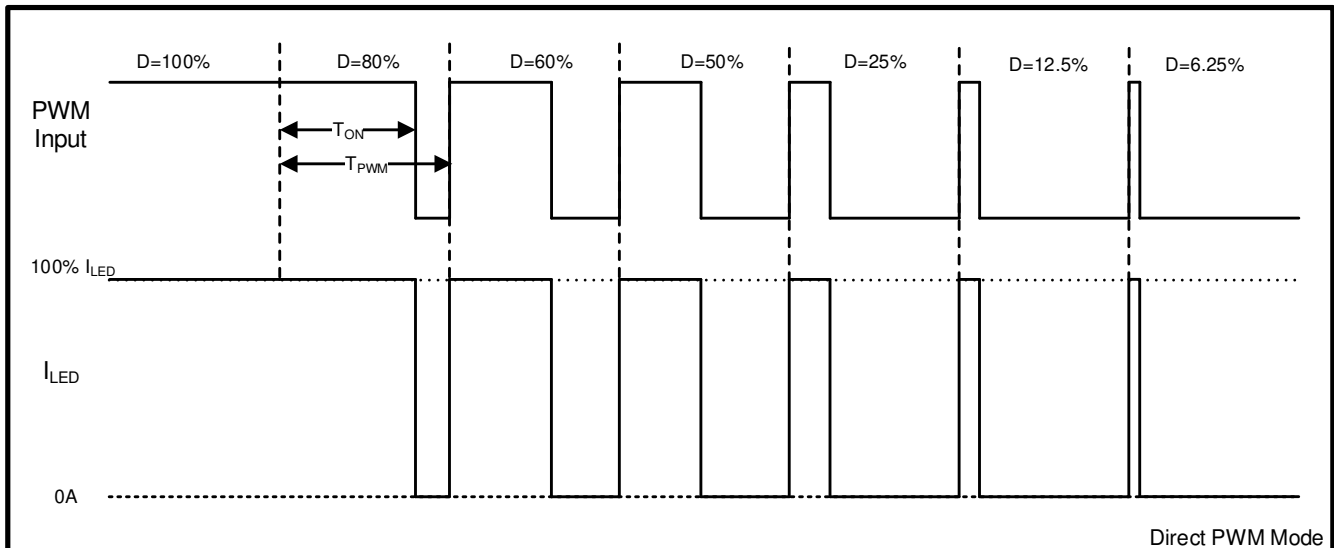 D=100%
D=80%
D=60%
D=50%
D=25%
D=12.5%
D=6.25%
PWM
Input
TON
TPWM
100% ILED
ILED
0A
Direct PWM Mode